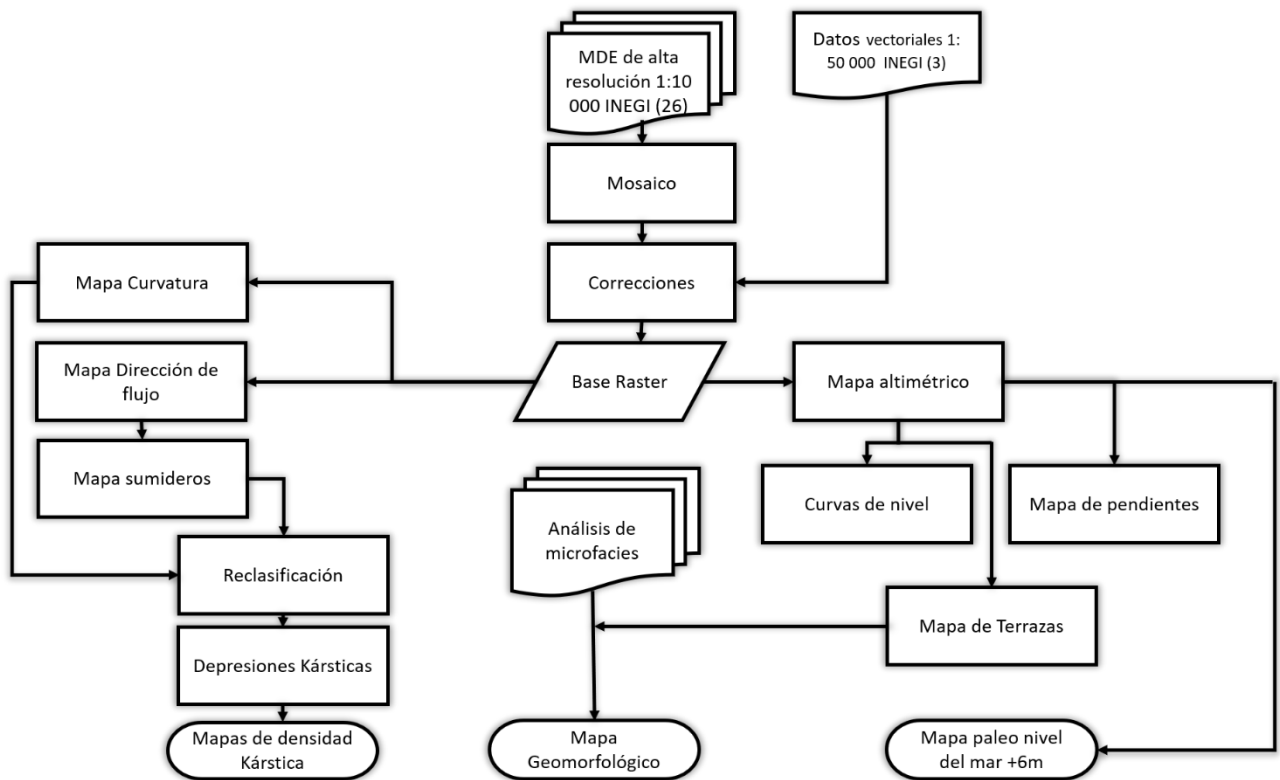 MDE de alta
resolución 1:10
000 INEGI (26)
Datos vectoriales 1:
50 000 INEGI (3)
Mosaico
Correcciones
Mapa Curvatura
Mapa Dirección de
flujo
Base Raster
Mapa altimétrico
Mapa sumideros
Curvas de nivel
Mapa de pendientes
Análisis de
microfacies
Reclasificación
Mapa de Terrazas
Depresiones Kársticas
Mapas de densidad
Kárstica
Mapa
Geomorfológico
Mapa paleo nivel
del mar +6m